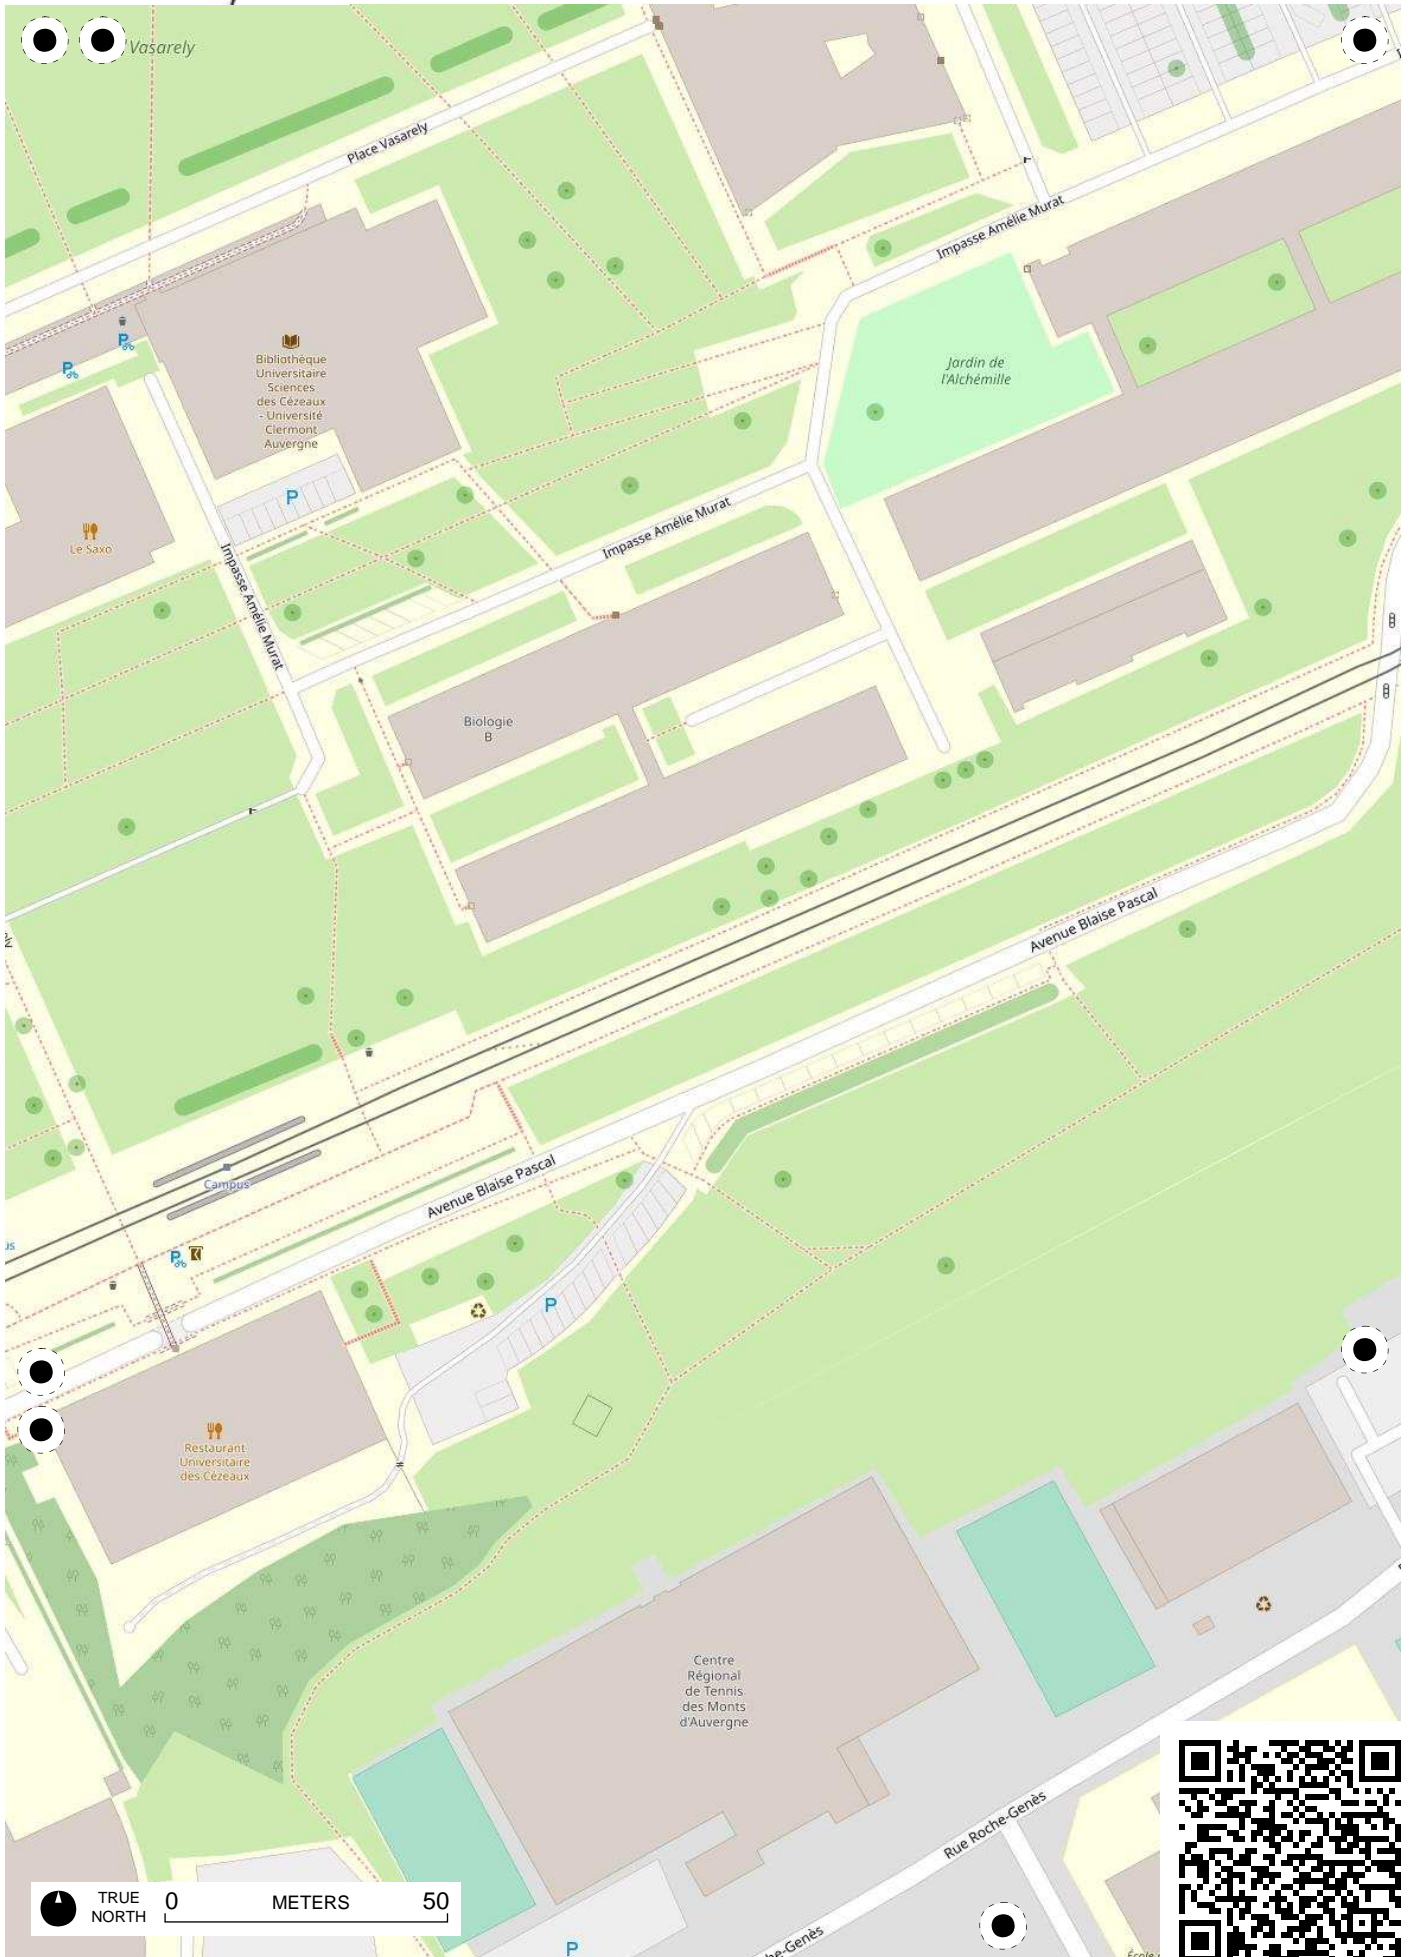 Vasarely
Place Vasarely
Impasse Amélie Murat
Bibliothèque
Universitaire
Sciences
des Cézeaux
- Université
Clermont
Auvergne
Jardin de
l'Alchémille
P
P
P
Le Saxo
Impasse Amélie Murat
Impasse Amélie Murat
Biologie
B
Avenue Blaise Pascal
Avenue Blaise Pascal
Campus
P
P
Restaurant
Universitaire
des Cézeaux
Centre
Régional
de Tennis
des Monts
d'Auvergne
Rue Roche-Genès
he-Genès
P
TRUE
NORTH
0 METERS 50